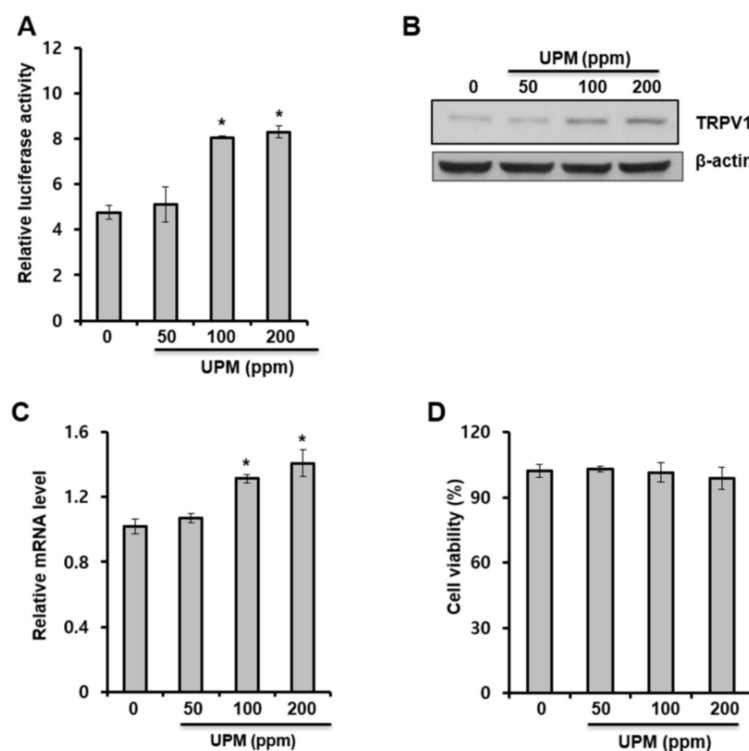 A
Relative luciferase activity
12
10
8
6
4
2
0
*
*
0 50 100 200
UPM (ppm)
B
UPM (ppm)
0 50 100 200
TRPV1
β-actin
C
Relative mRNA level
1.6
1.2
0.8
0.4
0
*
*
0 50 100 200
UPM (ppm)
D
Cell viability (%)
120
90
60
30
0
0 50 100 200
UPM (ppm)